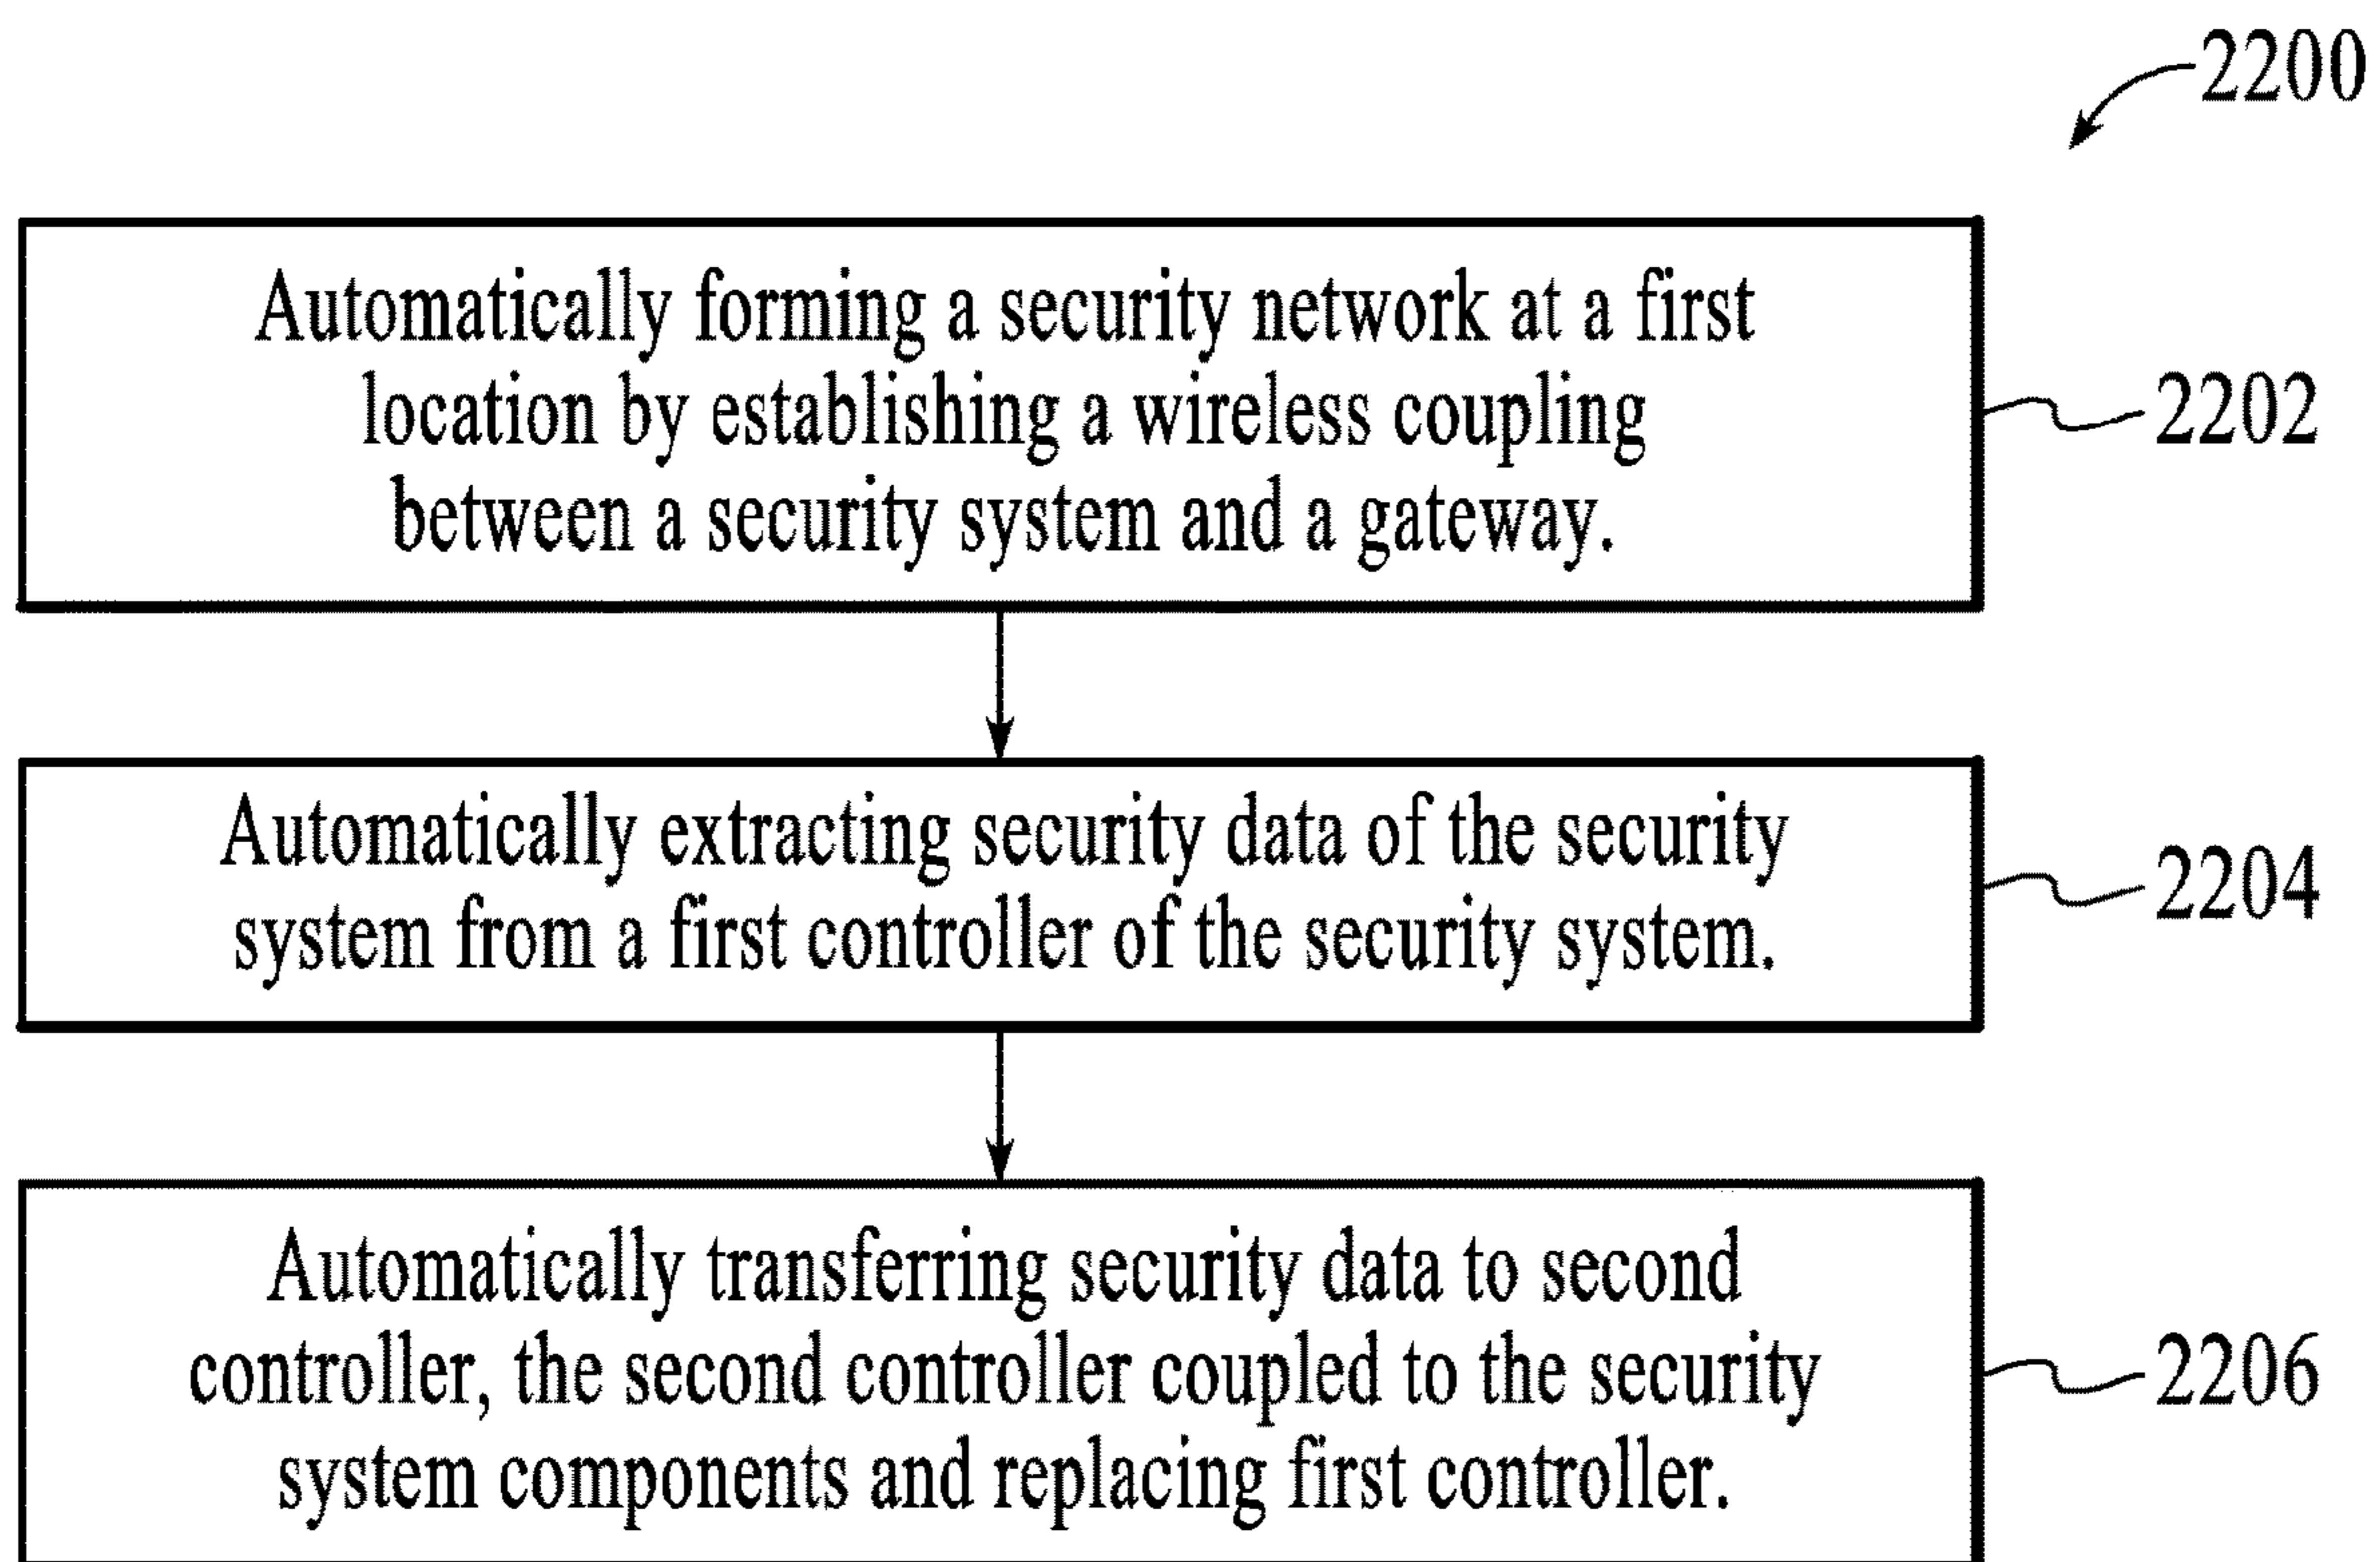 2200
Automatically forming a security network at a first
location by establishing a wireless coupling
between a security system and a gateway.
2202
Automatically extracting security data of the security
system from a first controller of the security system.
2204
Automatically transferring security data to second
controller, the second controller coupled to the security
system components and replacing first controller.
2206